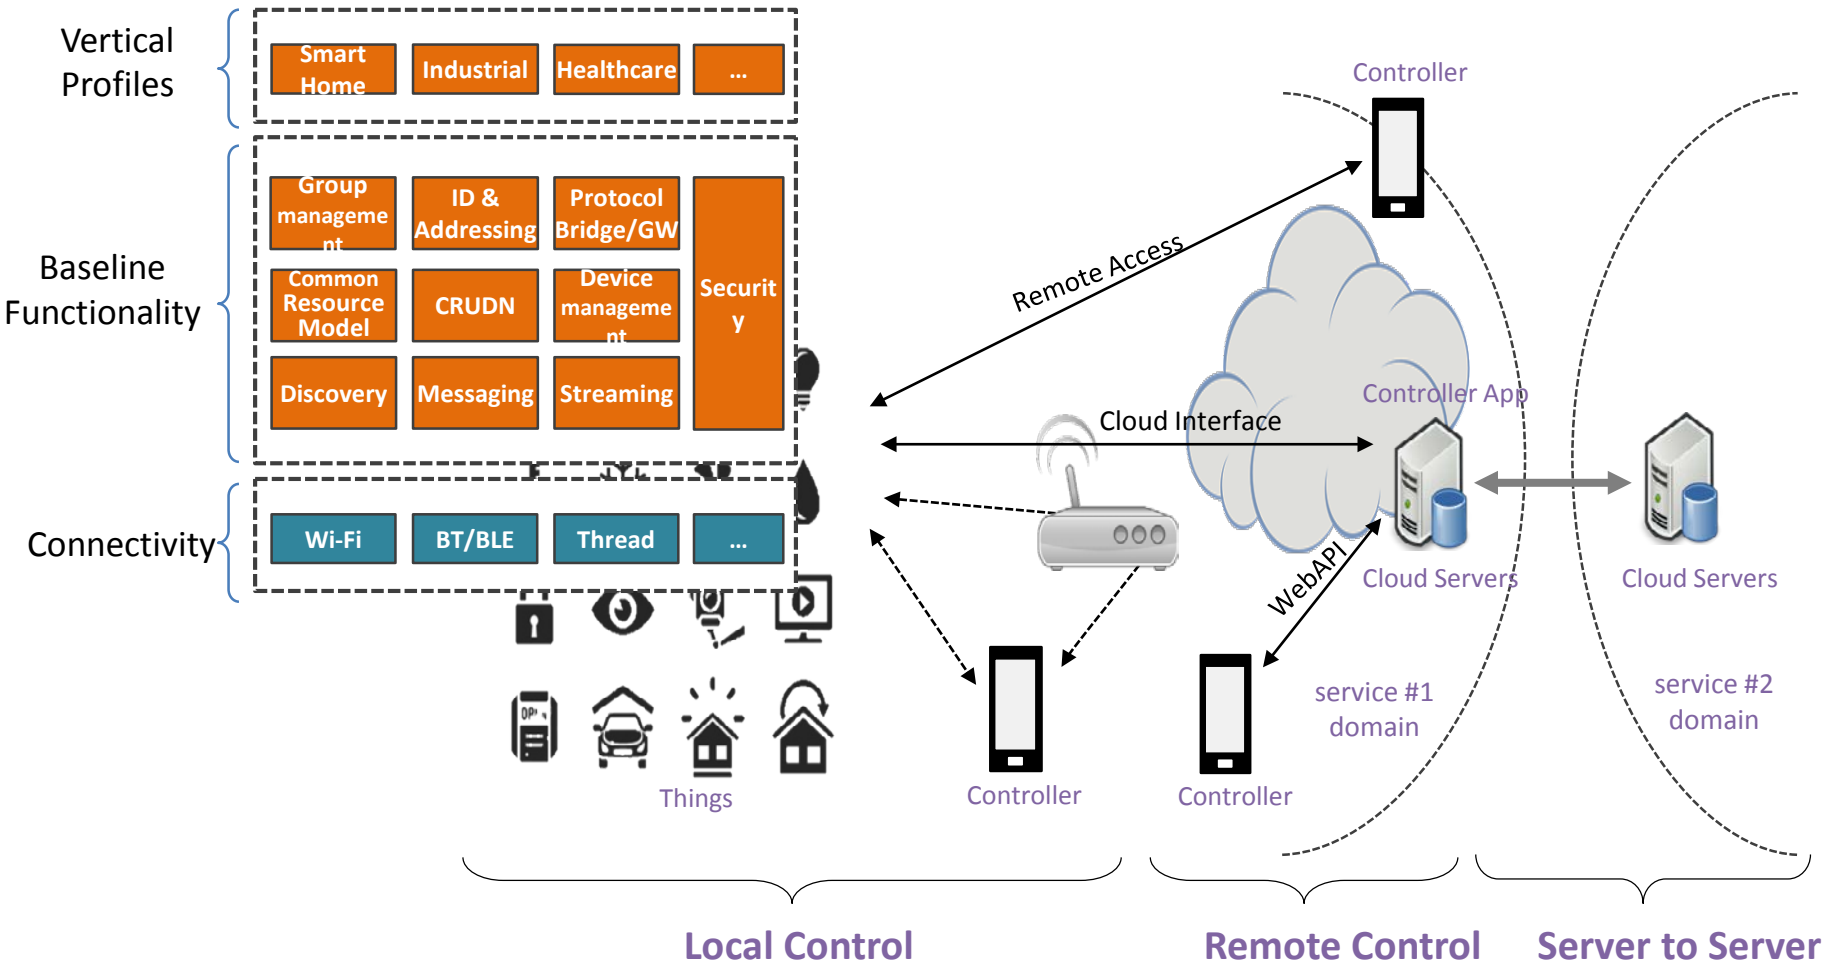 Vertical
Profiles
Smart
Home
Industrial
Healthcare
...
Baseline
Functionality
Group
manageme
nt
ID &
Addressing
Protocol
Bridge/GW
Common
Resource
Model
CRUDN
Device
manageme
nt
Securit
y
Discovery
Messaging
Streaming
Connectivity
Wi-Fi
BT/BLE
Thread
...
Things
Controller
Remote Access
Cloud Interface
Controller App
WebAPI
Cloud Servers
Cloud Servers
Controller
Controller
service #1
domain
service #2
domain
Local Control
Remote Control
Server to Server